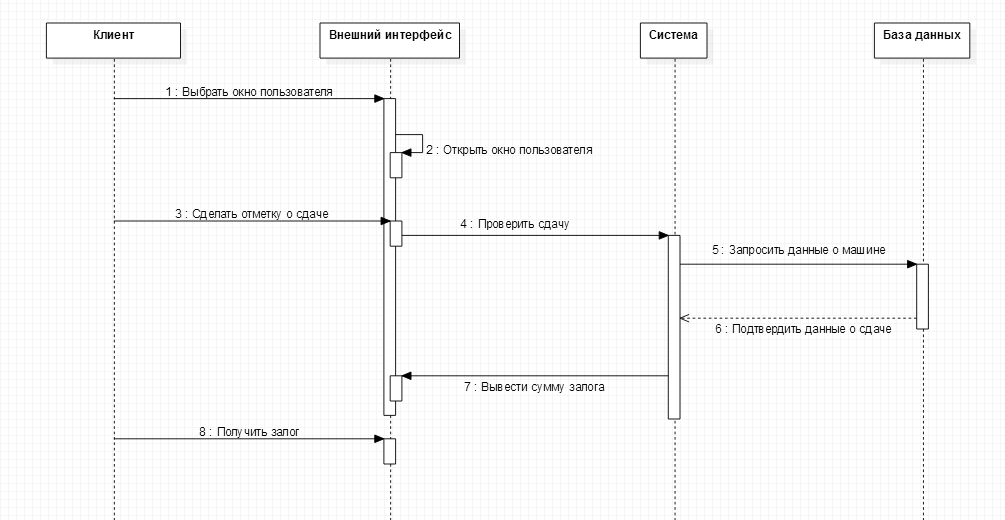 Клиент
Внешний интерфейс
Система
База данных
1 : Выбрать окно пользователя
2 : Открыть окно пользователя
3 : Сделать отметку о сдаче
4 : Проверить сдачу
5 : Запросить данные о машине
6 : Подтвердить данные о сдаче
7 : Вывести сумму залога
8 : Получить залог